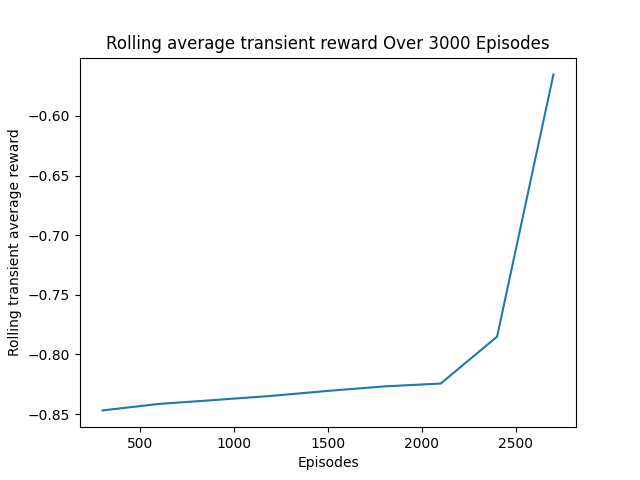 Rolling average transient reward Over 3000 Episodes
Rolling transient average reward
−0.60
−0.65
−0.70
−0.75
−0.80
−0.85
500 1000 1500 2000 2500
Episodes